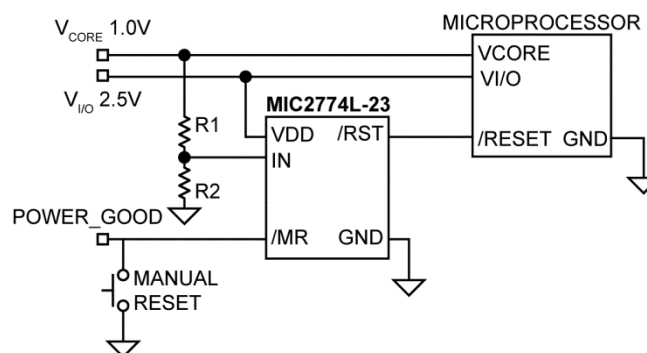 MICROPROCESSOR
VCORE 1.0V
VI/O 2.5V
VCORE
VI/O
/RESET GND
MIC2774L-23
VDD /RST
IN
/MR GND
R1
R2
POWER_GOOD
MANUAL
RESET